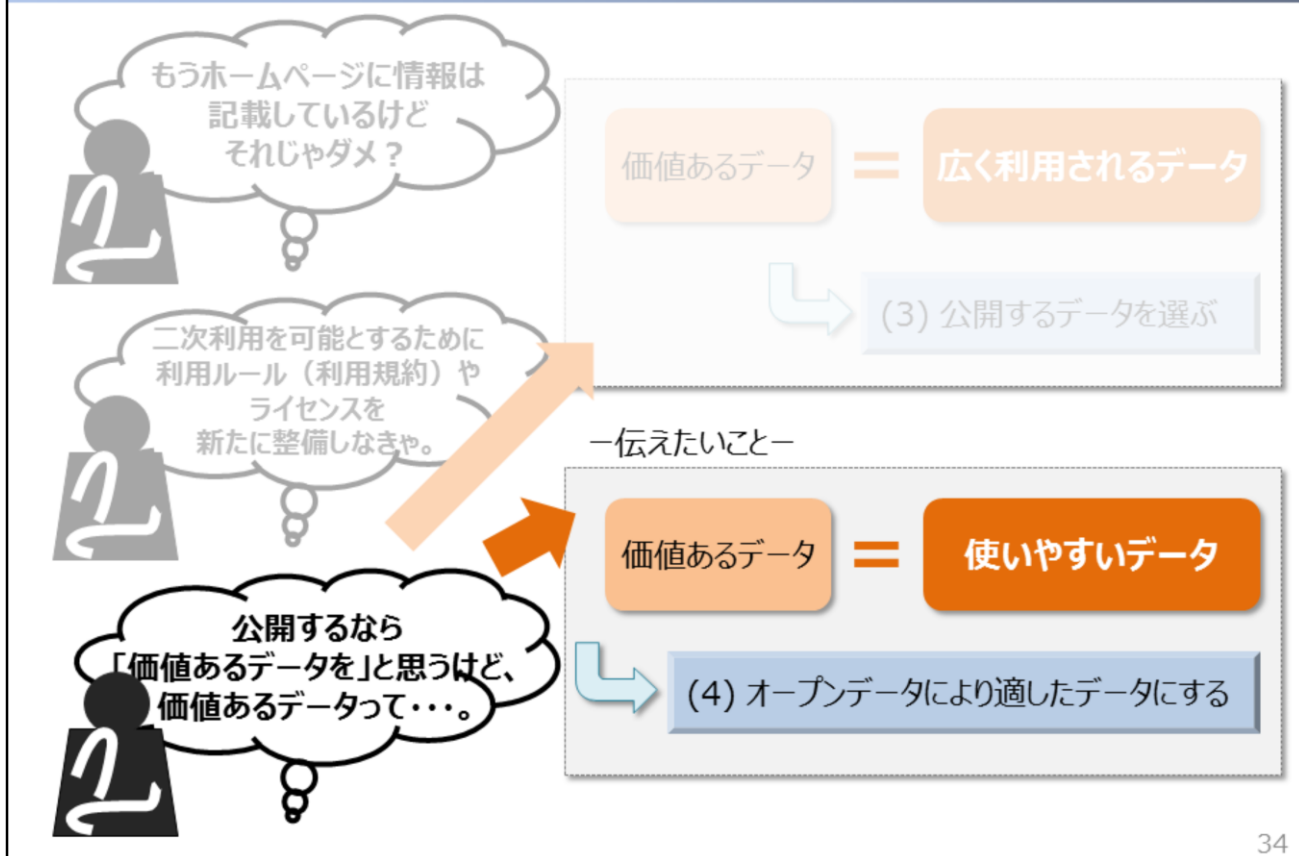 もうホームページに情報は
記載しているけど
それじゃダメ？
価値あるデータ ＝ 広く利用されるデータ
(3) 公開するデータを選ぶ
二次利用を可能とするために
利用ルール（利用規約）や
ライセンスを
新たに整備しなきゃ。
－伝えたいこと－
価値あるデータ ＝ 使いやすいデータ
(4) オープンデータにより適したデータにする
公開するなら
「価値あるデータを」と思うけど、
価値あるデータって・・・。
34